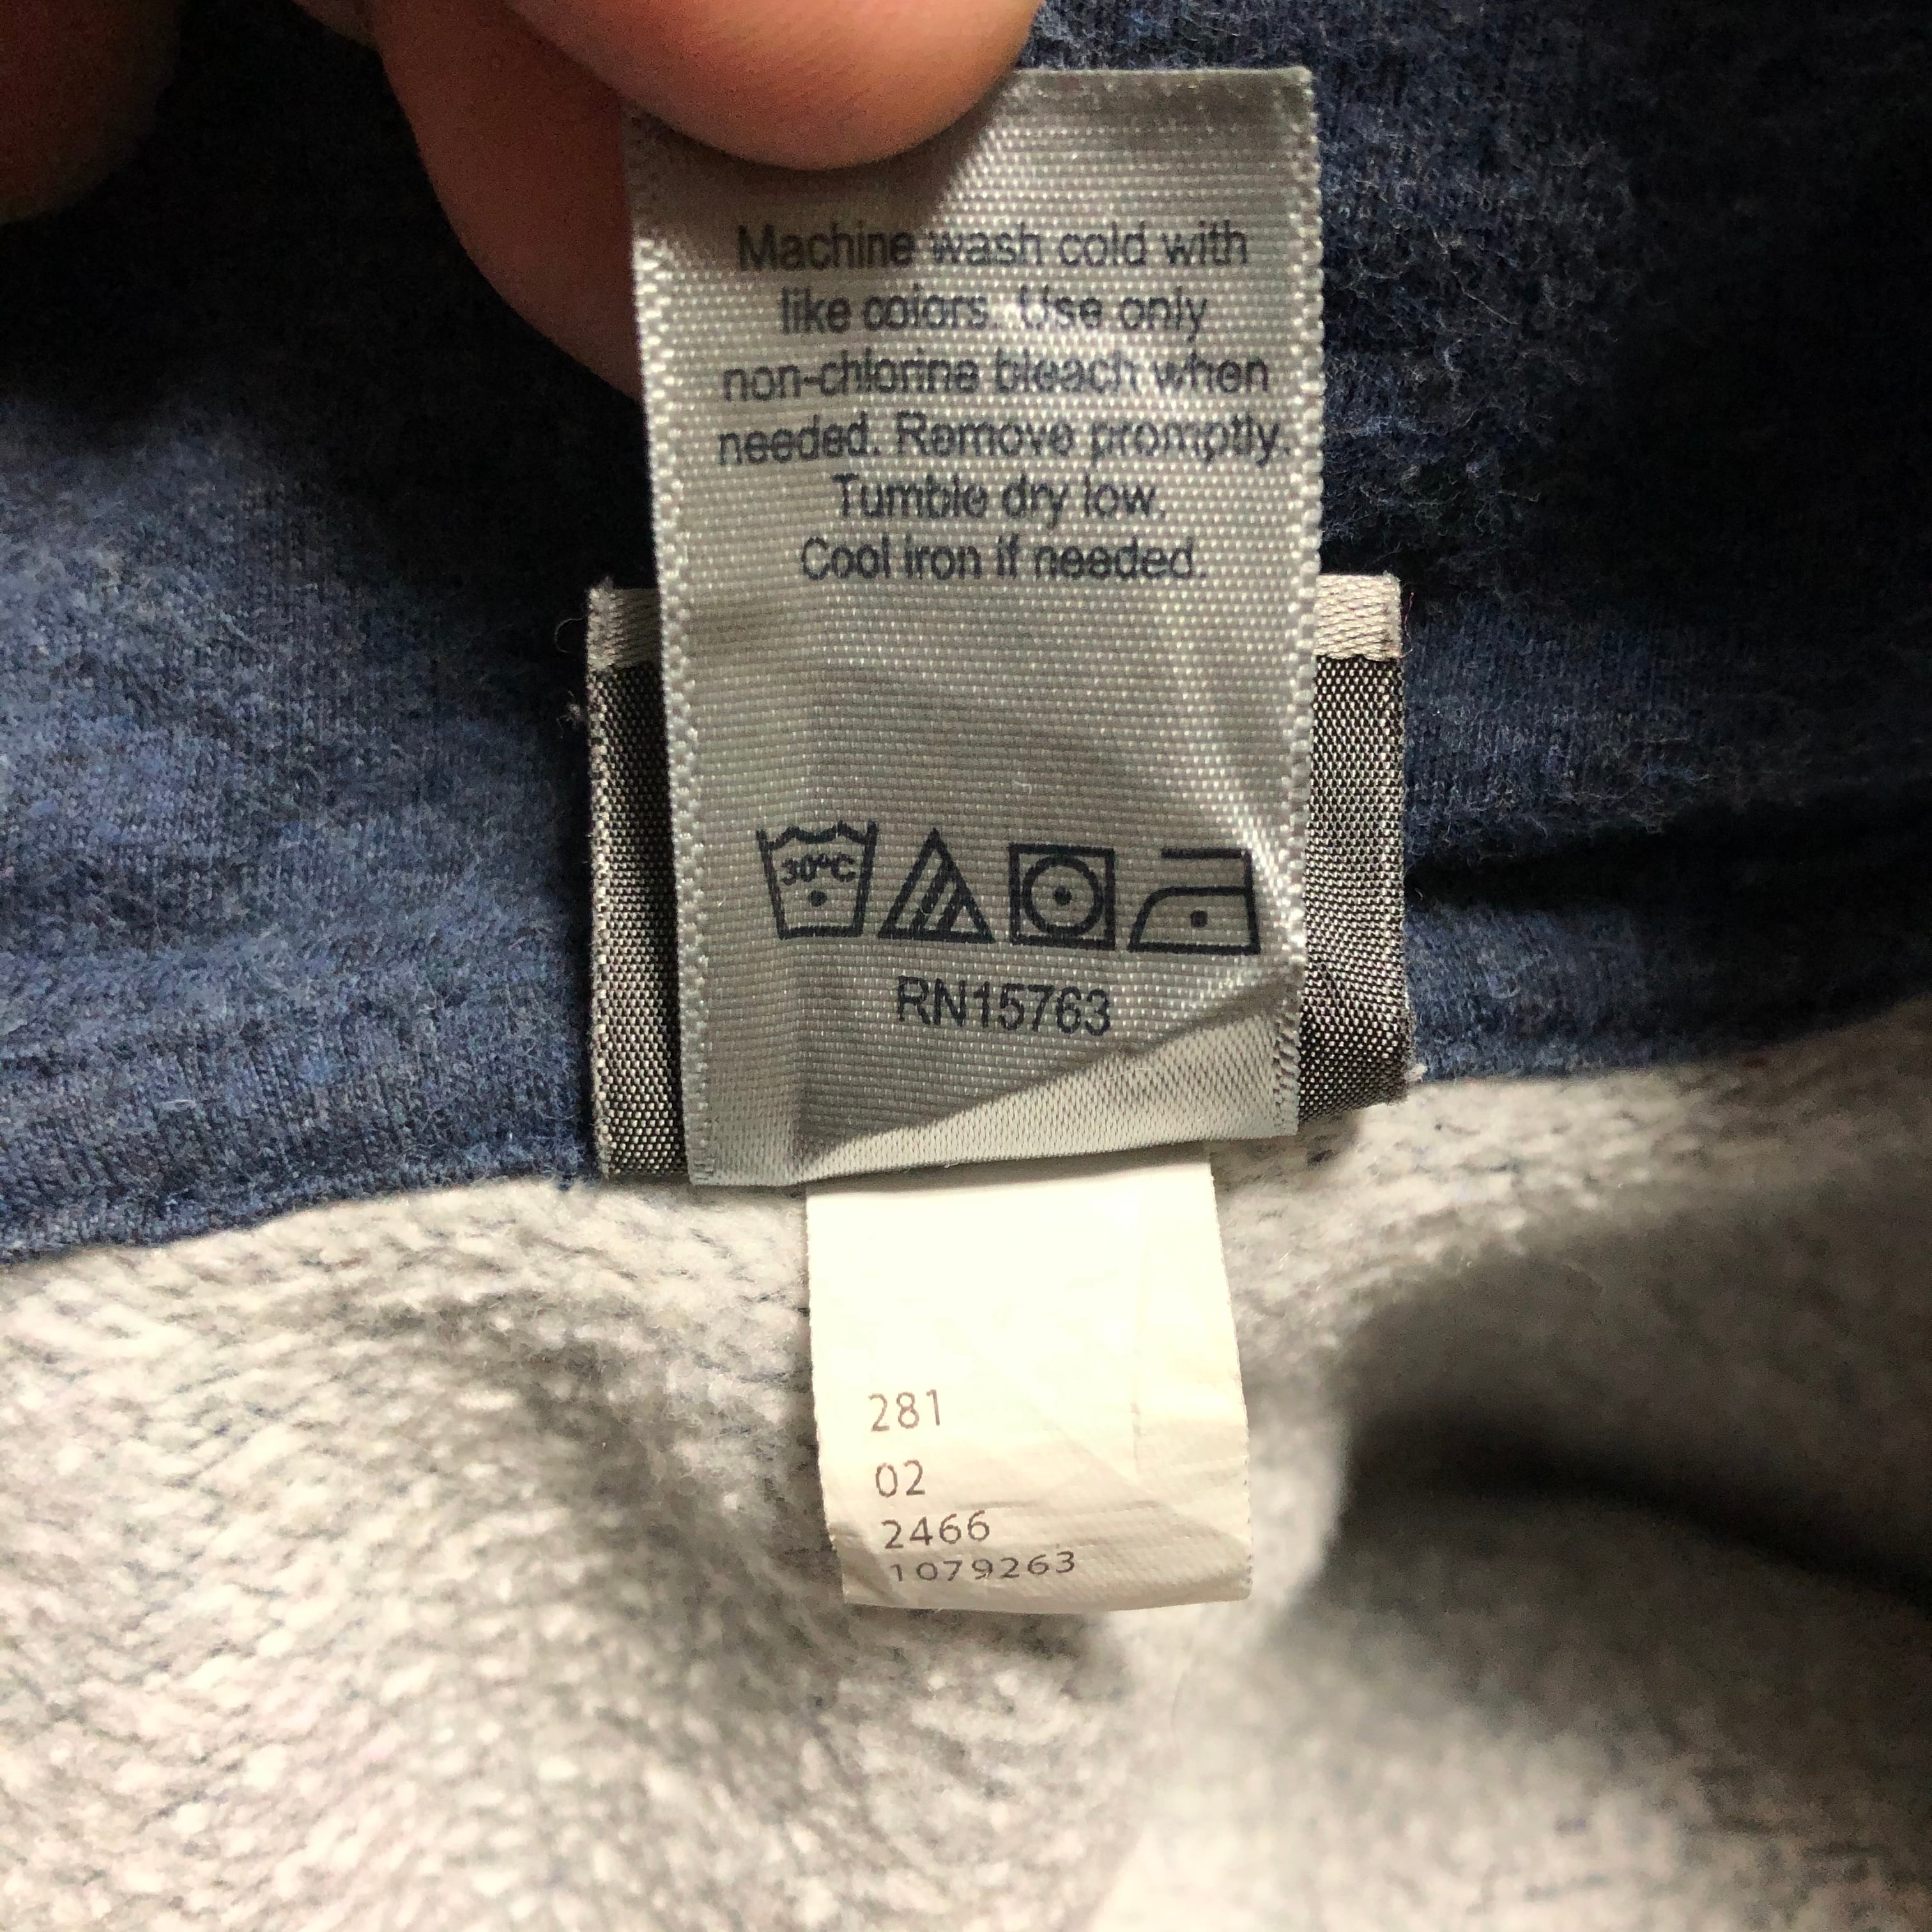 Machine wash cold with
like colors. Use only
non-chlorine bleach when
needed. Remove promptly.
Tumble dry low.
Cool iron if needed.
30°C
RN15763
281
02
2466
1079263